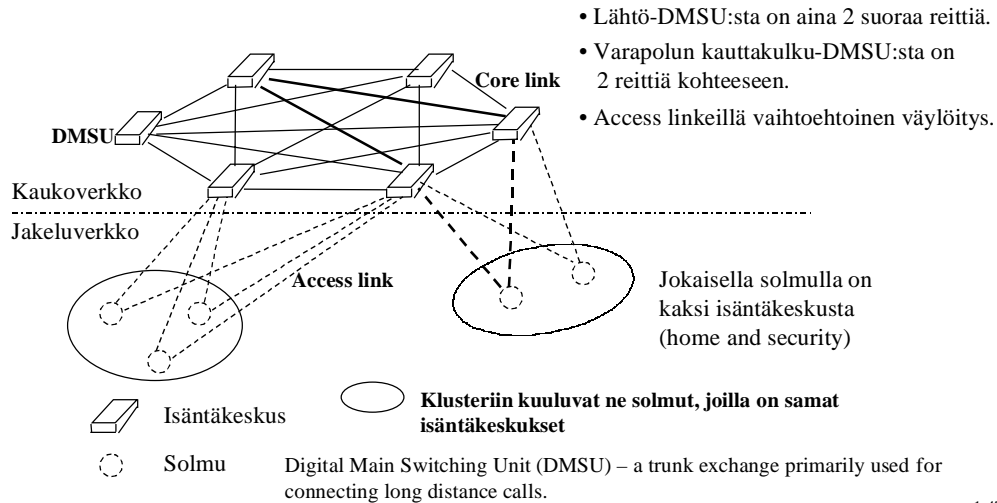 • Lähtö-DMSU:sta on aina 2 suoraa reittiä.
• Varapolun kauttakulku-DMSU:sta on
2 reittiä kohteeseen.
• Access linkeillä vaihtoehtoinen väylöitys.
Core link
DMSU
Kaukoverkko
Jakeluverkko
Access link
Jokaisella solmulla on
kaksi isäntäkeskusta
(home and security)
Isäntäkeskus
Klusteriin kuuluvat ne solmut, joilla on samat
isäntäkeskukset
Solmu
Digital Main Switching Unit (DMSU) – a trunk exchange primarily used for
connecting long distance calls.